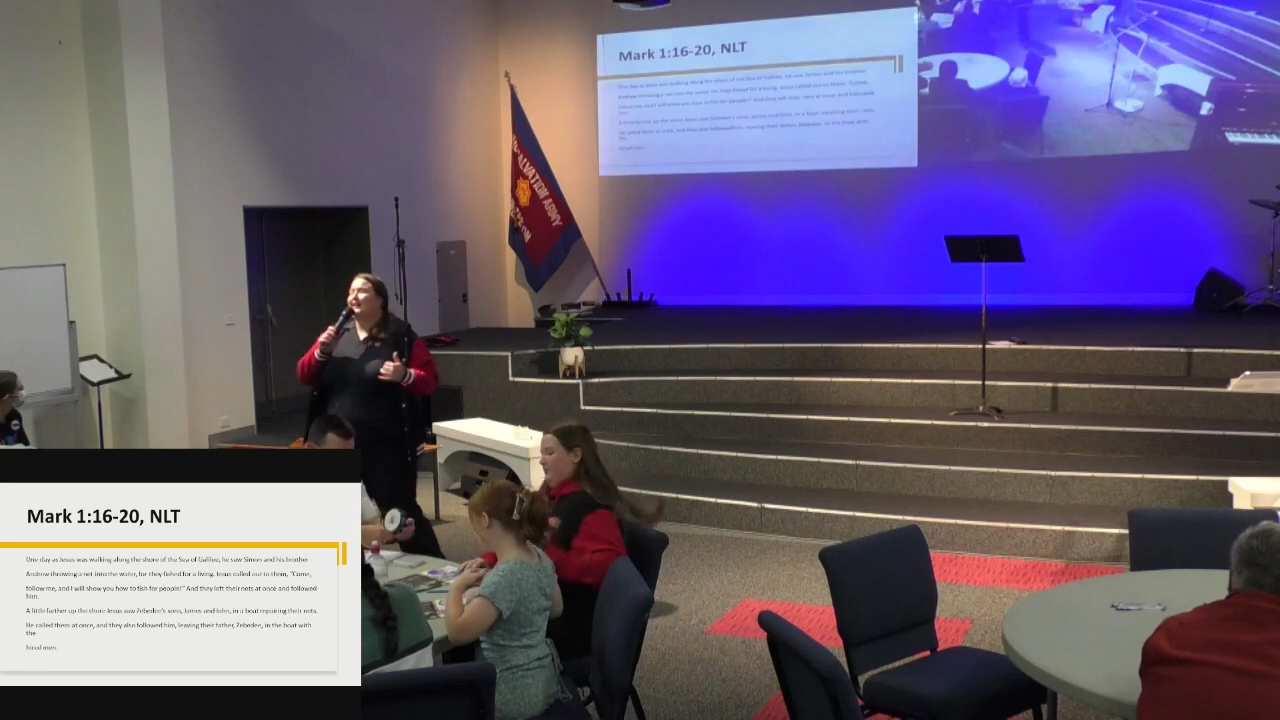 Mark 1:16-20, NLT
SALVATION ARMY
Mark 1:16-20, NLT
One day as Jesus was walking along the shore of the Sea of Galilee, he saw Simon and his brother
Andrew throwing a net into the water, for they fished for a living. Jesus called out to them, "Come,
follow me, and I will show you how to fish for people!" And they left their nets at once and followed
him.
A little farther up the shore Jesus saw Zebedee's sons, James and John, in a boat repairing their nets.
He called them at once, and they also followed him, leaving their father, Zebedee, in the boat with
the
hired men.